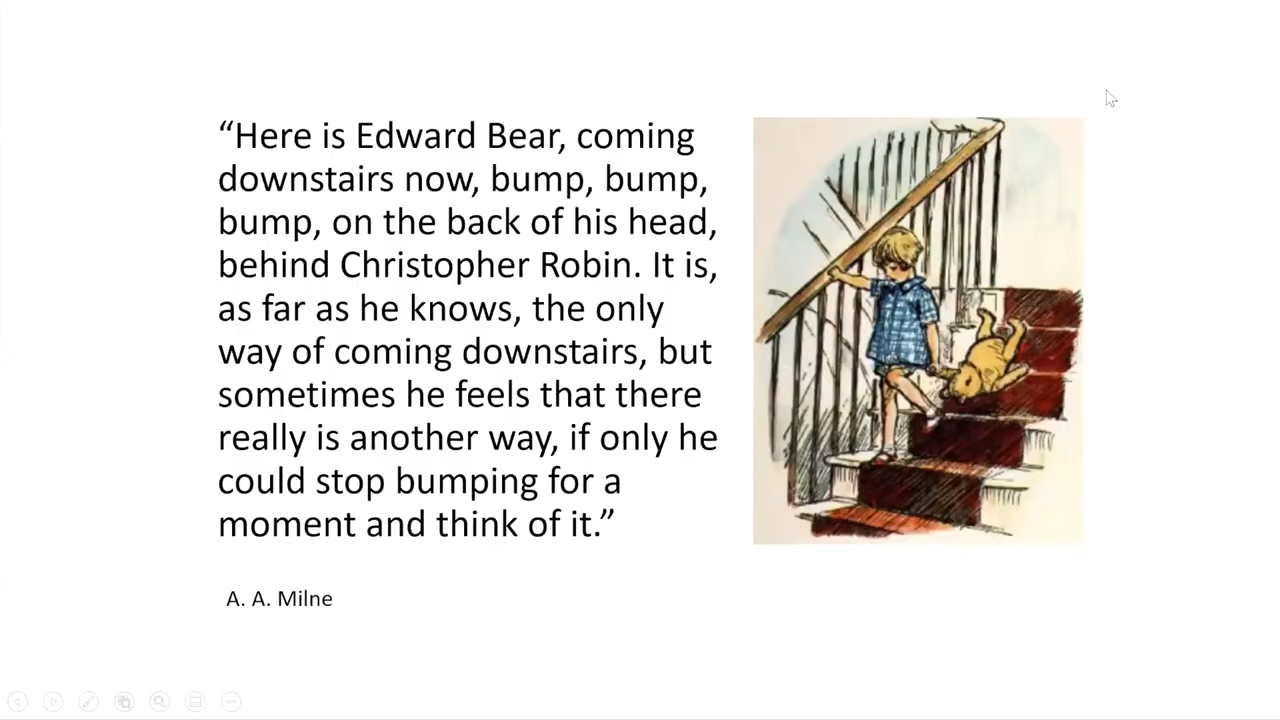 “Here is Edward Bear, coming
downstairs now, bump, bump,
bump, on the back of his head,
behind Christopher Robin. It is,
as far as he knows, the only
way of coming downstairs, but
sometimes he feels that there
really is another way, if only he
could stop bumping for a
moment and think of it.”
A. A. Milne